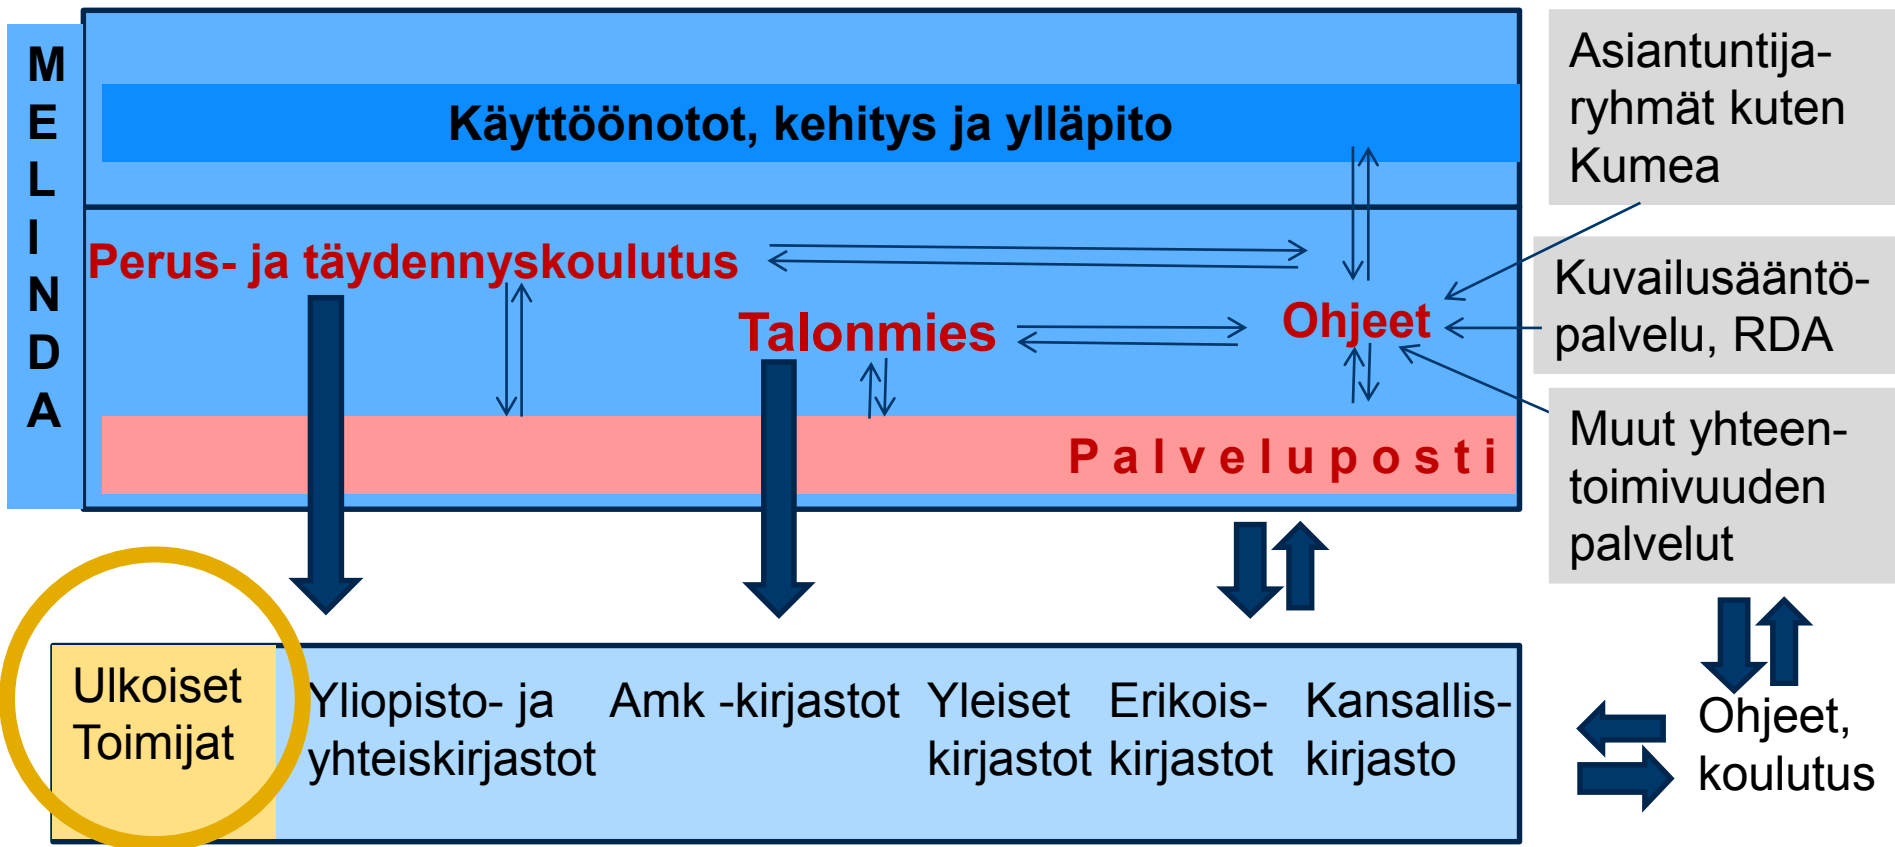 MELINDA
Käyttöönotot, kehitys ja ylläpito
Perus- ja täydennyskoulutus
Talonmies
Ohjeet
Palveluposti
Asiantuntija-
ryhmät kuten
Kumea
Kuvailusääntö-
palvelu, RDA
Muut yhteen-
toimivuuden
palvelut
Ulkoiset
Toimijat
Yliopisto- ja
yhteiskirjastot
Amk -kirjastot
Yleiset
kirjastot
Erikois-
kirjastot
Kansallis-
kirjasto
Ohjeet,
koulutus